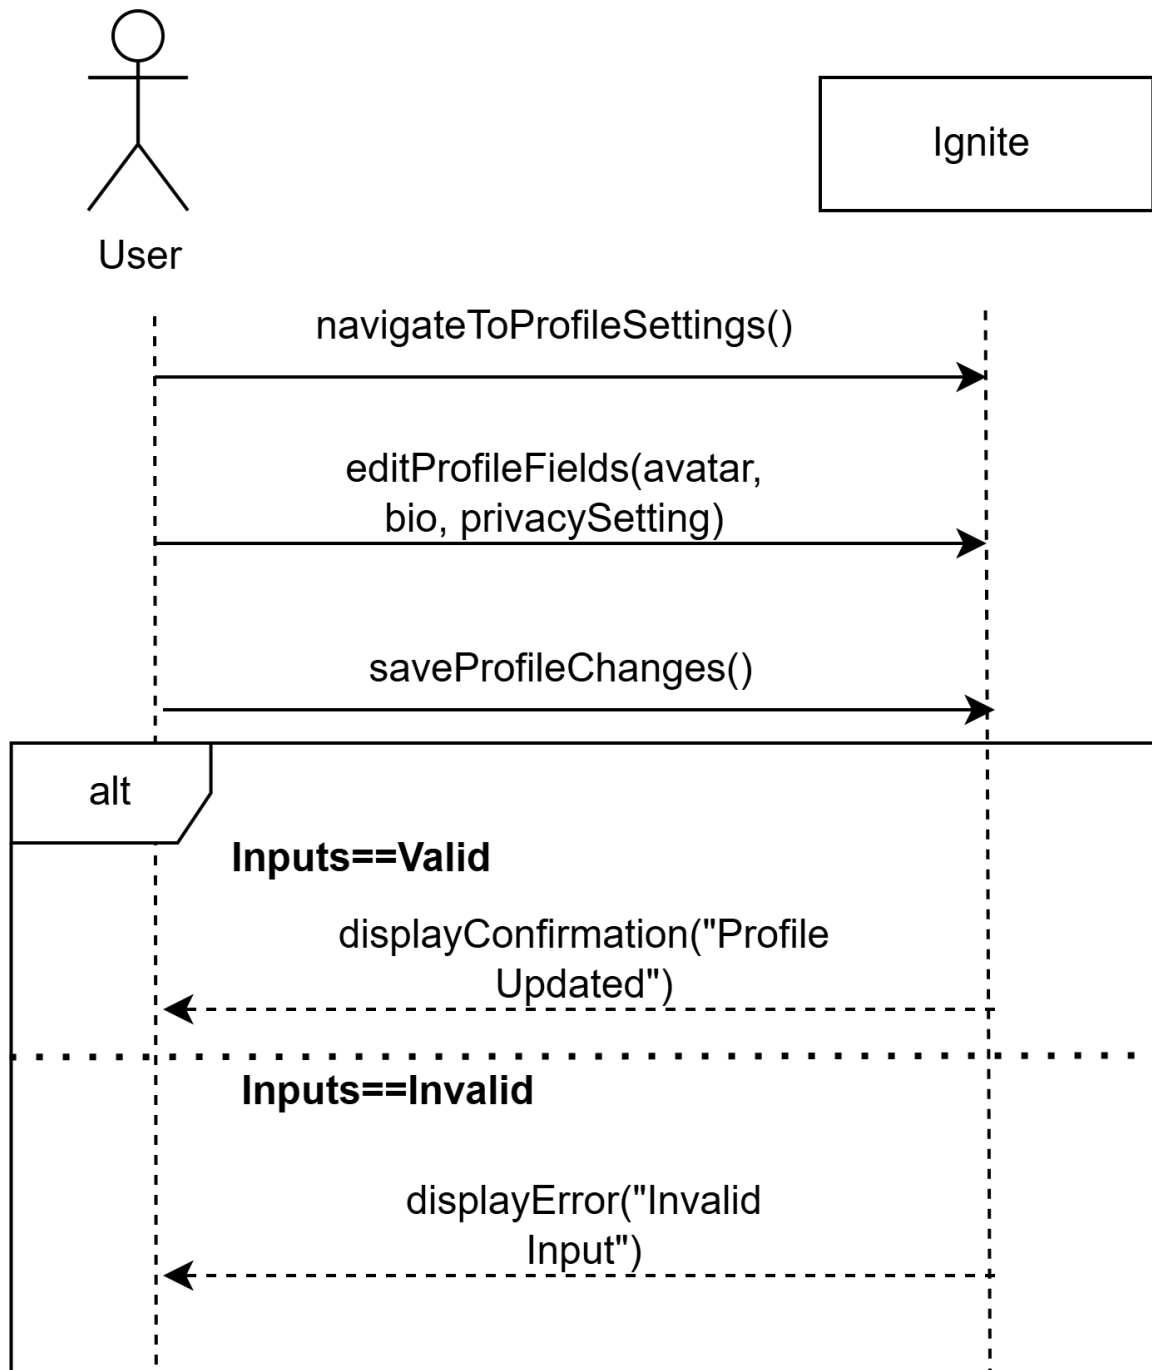 Ignite
User
navigateToProfileSettings()
editProfileFields(avatar,
bio, privacySetting)
saveProfileChanges()
alt
Inputs==Valid
displayConfirmation("Profile
Updated")
Inputs==Invalid
displayError("Invalid
Input")